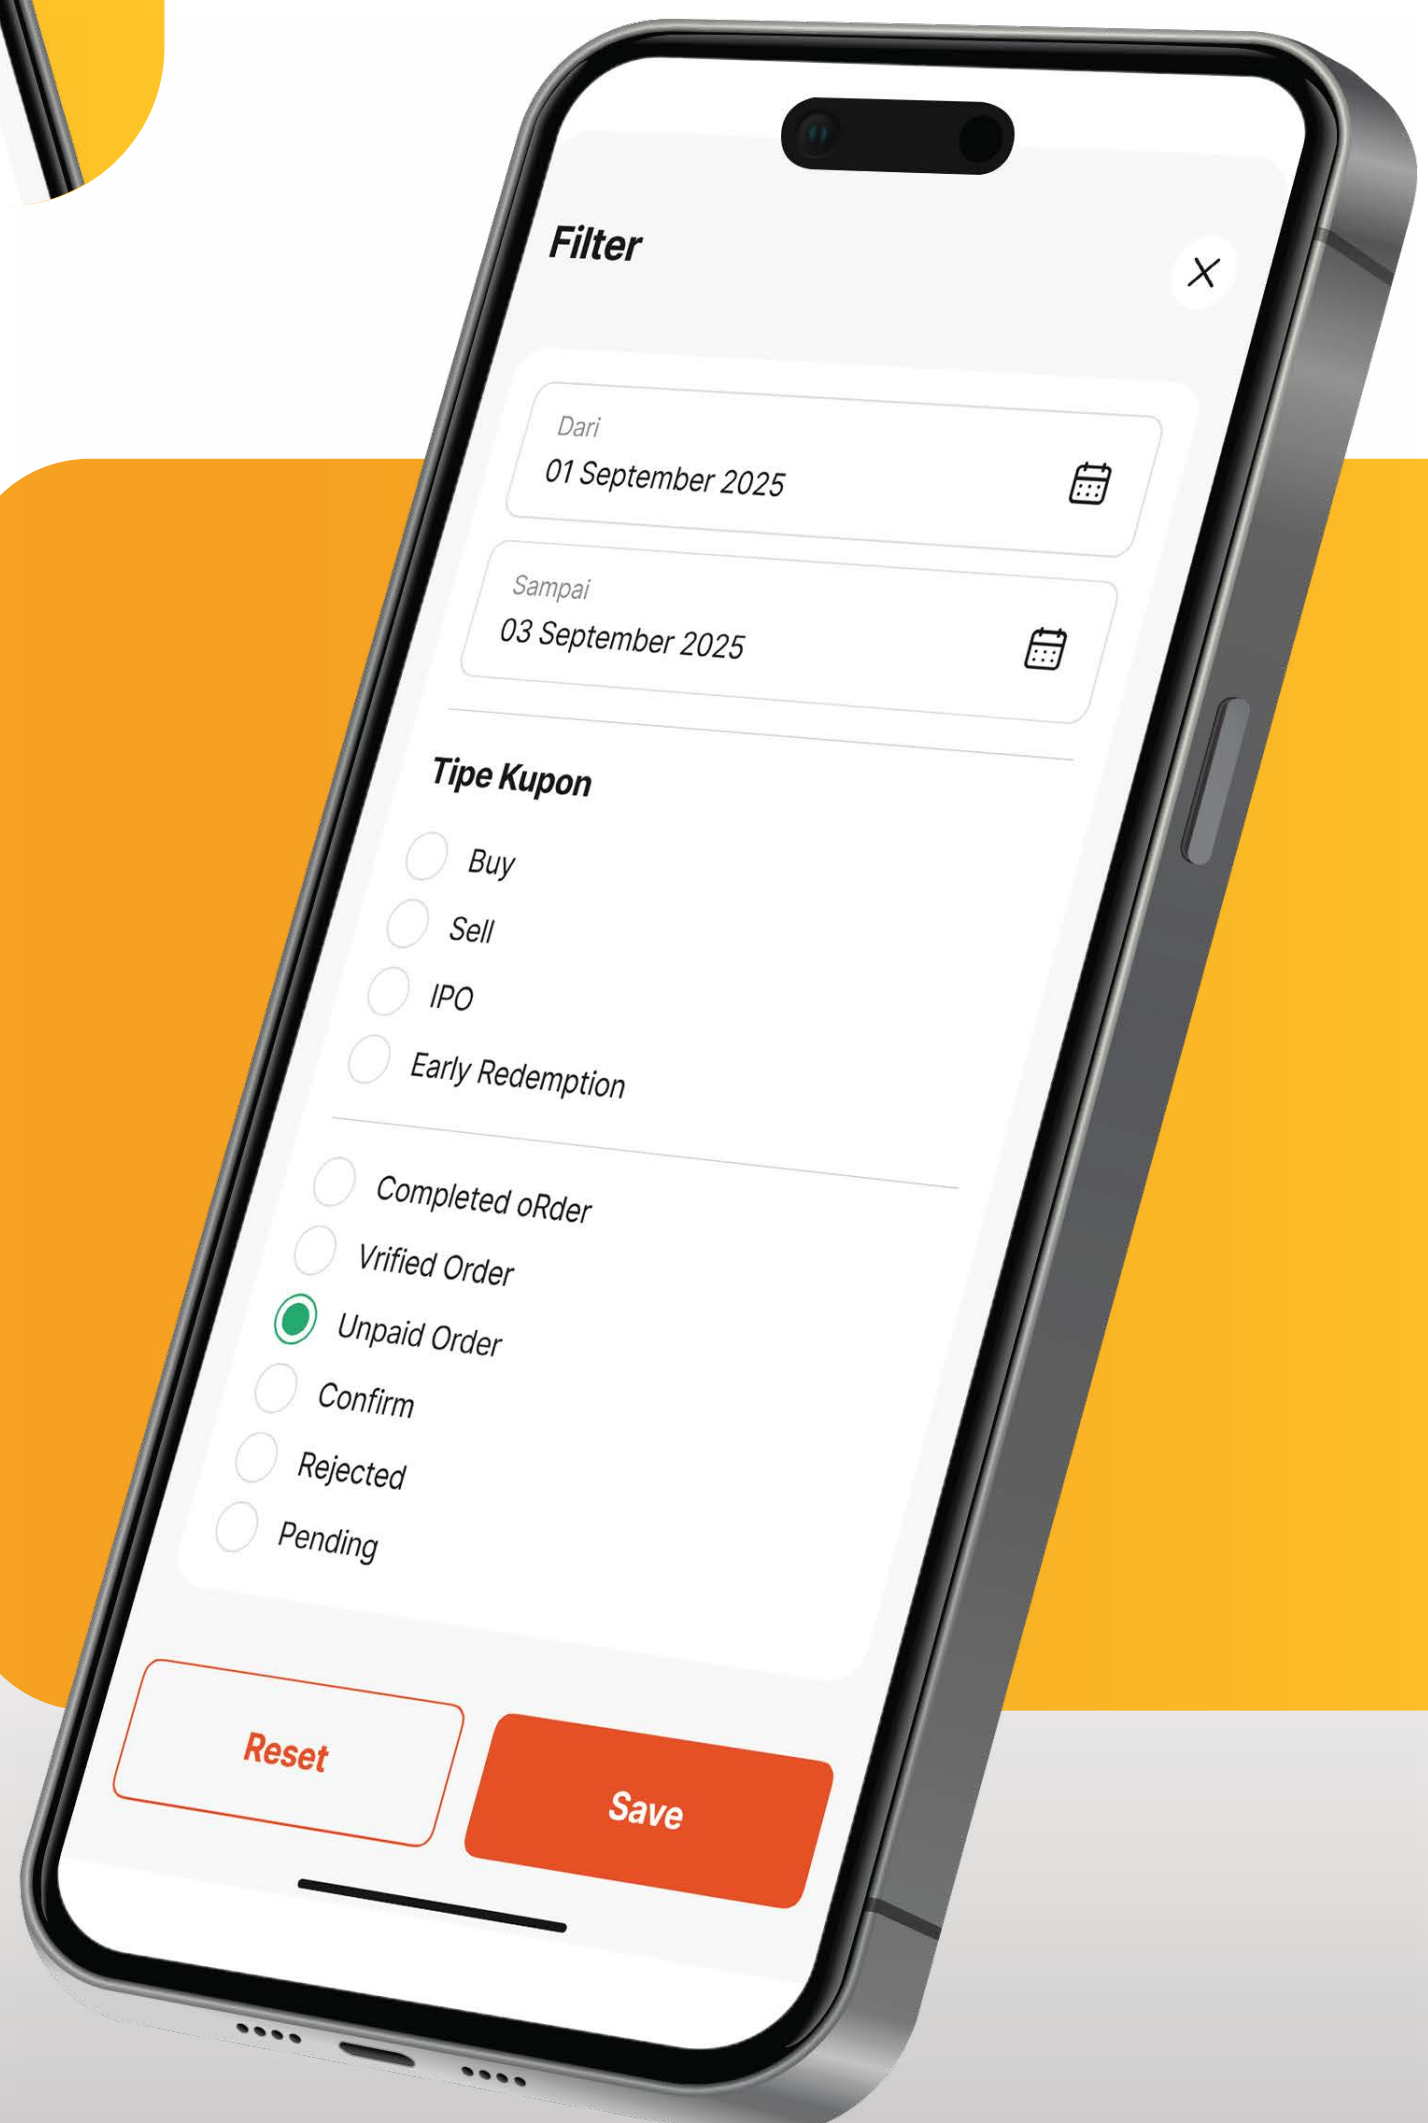 Filter
Dari
01 September 2025
Sampai
03 September 2025
Tipe Kupon
Buy
Sell
IPO
Early Redemption
Completed oRder
Vrified Order
Unpaid Order
Confirm
Rejected
Pending
Reset
Save